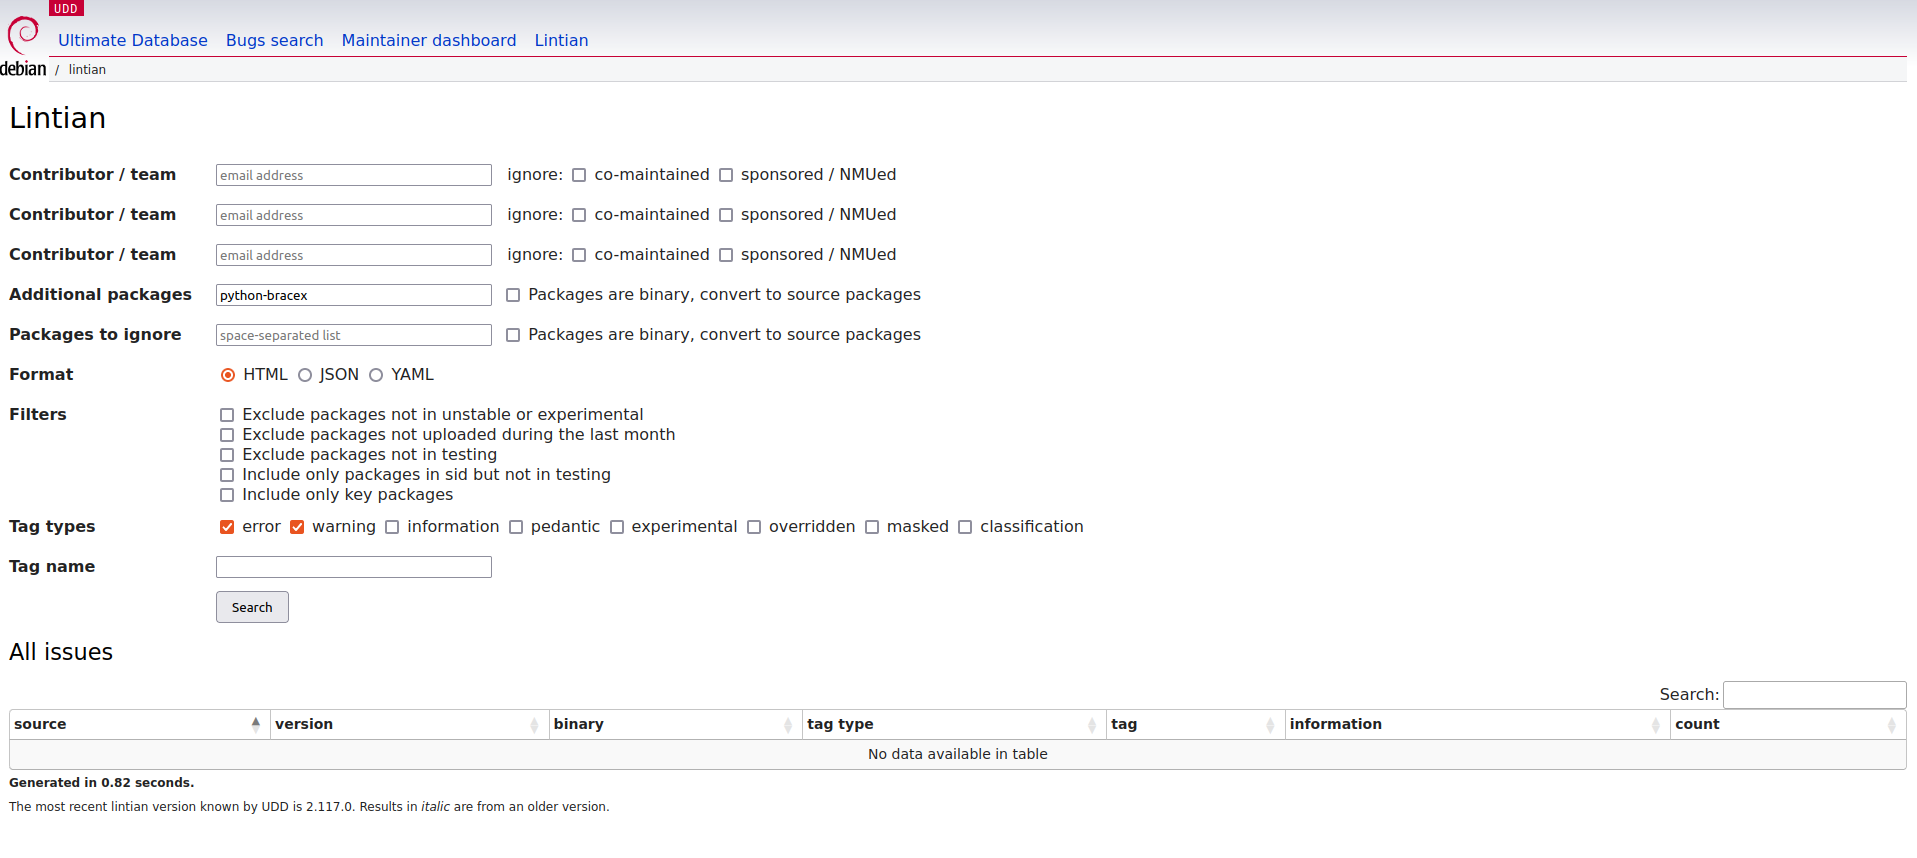 UDD
Ultimate Database Bugs search Maintainer dashboard Lintian
debian / lintian
Lintian
Contributor / team email address ignore: co-maintained sponsored / NMUed
Contributor / team email address ignore: co-maintained sponsored / NMUed
Contributor / team email address ignore: co-maintained sponsored / NMUed
Additional packages python-bracex Packages are binary, convert to source packages
Packages to ignore space-separated list Packages are binary, convert to source packages
Format HTML JSON YAML
Filters Exclude packages not in unstable or experimental
Exclude packages not uploaded during the last month
Exclude packages not in testing
Include only packages in sid but not in testing
Include only key packages
Tag types error warning information pedantic experimental overridden masked classification
Tag name
Search
All issues
Search:
source version binary tag type tag information count
No data available in table
Generated in 0.82 seconds.
The most recent lintian version known by UDD is 2.117.0. Results in italic are from an older version.